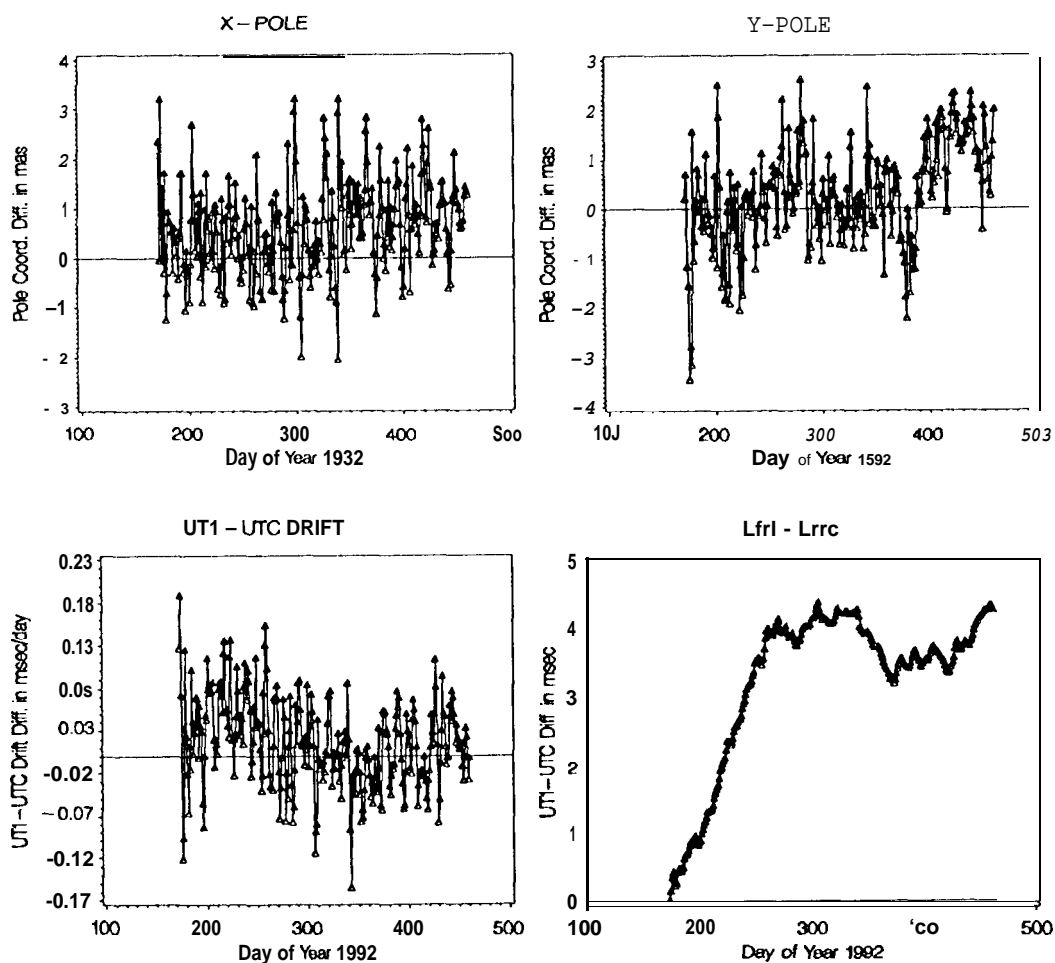 X – POLE
4
3
2
1
0
–1
- 2
- 3
Pole Coord. Diff. in mas
100 200 300 400 Soo
Day of Year 1932
Y–POLE
3
2
1
0
- 1
–2
–3
–4
Pole Coord. Diff. in mas
10J 200 300 400 503
Day of Year 1592
UT1 – UTC DRIFT
0.23
0.18
0.13
0.0s
0.03
-0.02
~0.07
-0.12
-0.17
UT1–UTC Drift Diff. in msec/day
100 200 300 400 500
Day of Year 1992
Lfrl - Lrrc
5
4
3
2
1
0
UT1–UTC Diff in msec
100 200 300 ‘co 500
Day of Year 1992